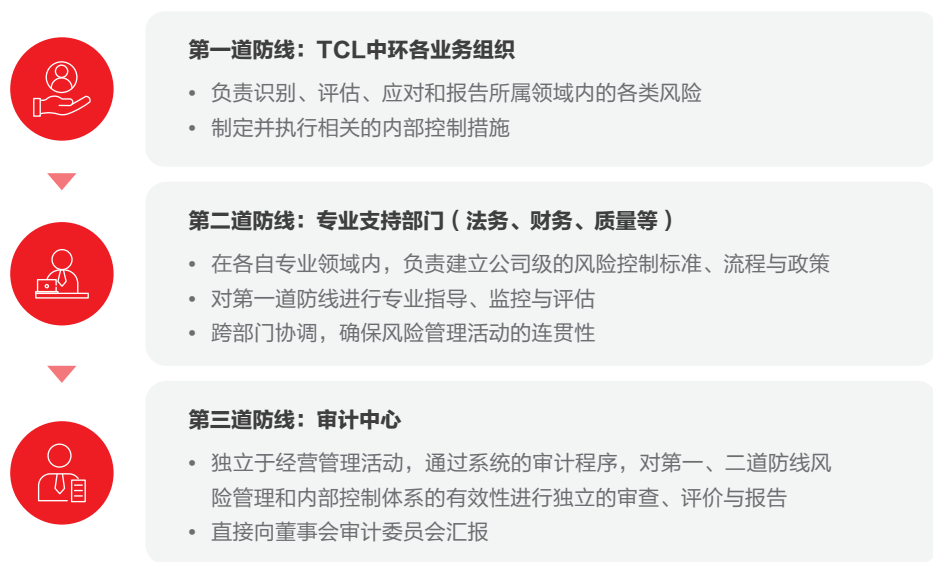 第一道防线：TCL中环各业务组织
• 负责识别、评估、应对和报告所属领域内的各类风险
• 制定并执行相关的内部控制措施
第二道防线：专业支持部门（法务、财务、质量等）
• 在各自专业领域内，负责建立公司级的风险控制标准、流程与政策
• 对第一道防线进行专业指导、监控与评估
• 跨部门协调，确保风险管理活动的连贯性
第三道防线：审计中心
• 独立于经营管理活动，通过系统的审计程序，对第一、二道防线风
险管理和内部控制体系的有效性进行独立的审查、评价与报告
• 直接向董事会审计委员会汇报